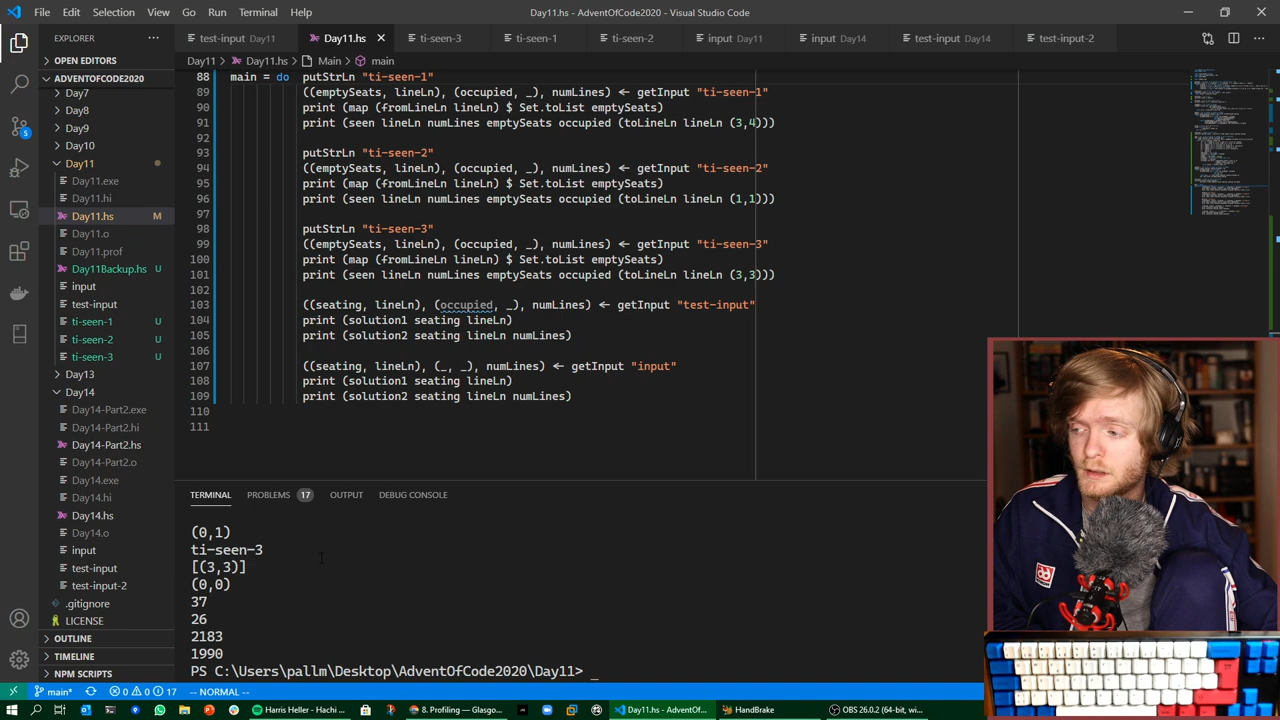 File Edit Selection View Go Run Terminal Help
Day11.hs - AdventOfCode2020 - Visual Studio Code
EXPLORER
test-input Day11
Day11.hs
ti-seen-3
ti-seen-1
ti-seen-2
input Day11
input Day14
test-input Day14
test-input-2
OPEN EDITORS
Day11 > Day11.hs > Main > main
ADVENTOFCODE2020
Day7
Day8
Day9
Day10
Day11
Day11.exe
Day11.hi
Day11.hs M
Day11.o
Day11.prof
Day11Backup.hs U
input
test-input
ti-seen-1 U
ti-seen-2 U
ti-seen-3 U
Day13
Day14
Day14-Part2.exe
Day14-Part2.hi
Day14-Part2.hs
Day14-Part2.o
Day14.exe
Day14.hi
Day14.hs
Day14.o
input
test-input
test-input-2
.gitignore
LICENSE
OUTLINE
TIMELINE
NPM SCRIPTS
5
88 main = do putStrLn "ti-seen-1"
89 ((emptySeats, lineLn), (occupied, _), numLines) ← getInput "ti-seen-1"
90 print (map (fromLineLn lineLn) $ Set.toList emptySeats)
91 print (seen lineLn numLines emptySeats occupied (toLineLn lineLn (3,4)))
92
93 putStrLn "ti-seen-2"
94 ((emptySeats, lineLn), (occupied, _), numLines) ← getInput "ti-seen-2"
95 print (map (fromLineLn lineLn) $ Set.toList emptySeats)
96 print (seen lineLn numLines emptySeats occupied (toLineLn lineLn (1,1)))
97
98 putStrLn "ti-seen-3"
99 ((emptySeats, lineLn), (occupied, _), numLines) ← getInput "ti-seen-3"
100 print (map (fromLineLn lineLn) $ Set.toList emptySeats)
101 print (seen lineLn numLines emptySeats occupied (toLineLn lineLn (3,3)))
102
103 ((seating, lineLn), (occupied, _), numLines) ← getInput "test-input"
104 print (solution1 seating lineLn)
105 print (solution2 seating lineLn numLines)
106
107 ((seating, lineLn), (_, _), numLines) ← getInput "input"
108 print (solution1 seating lineLn)
109 print (solution2 seating lineLn numLines)
110
111
TERMINAL PROBLEMS 17 OUTPUT DEBUG CONSOLE
(0,1)
ti-seen-3
[(3,3)]
(0,0)
37
26
2183
1990
PS C:\Users\pallm\Desktop\AdventOfCode2020\Day11> _
main* 0 0 17 -- NORMAL --
Harris Heller - Hachi ...
8. Profiling — Glasgo...
Day11.hs - AdventOf...
HandBrake
OBS 26.0.2 (64-bit, wi...